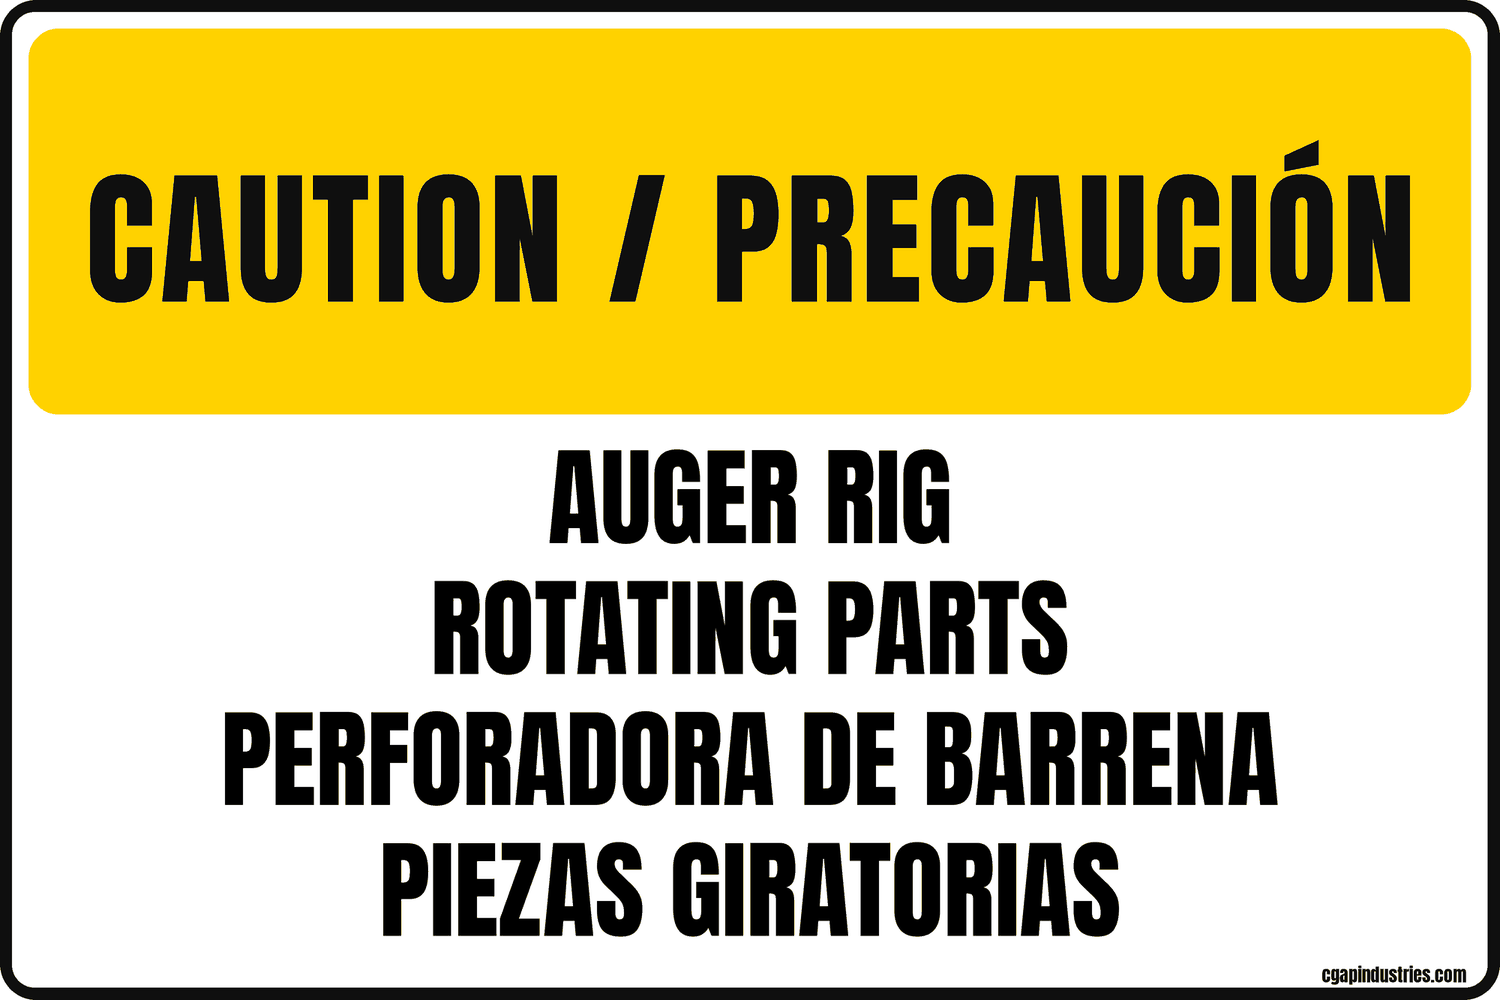 CAUTION / PRECAUCIÓN
AUGER RIG
ROTATING PARTS
PERFORADORA DE BARRENA
PIEZAS GIRATORIAS
cgapindustries.com